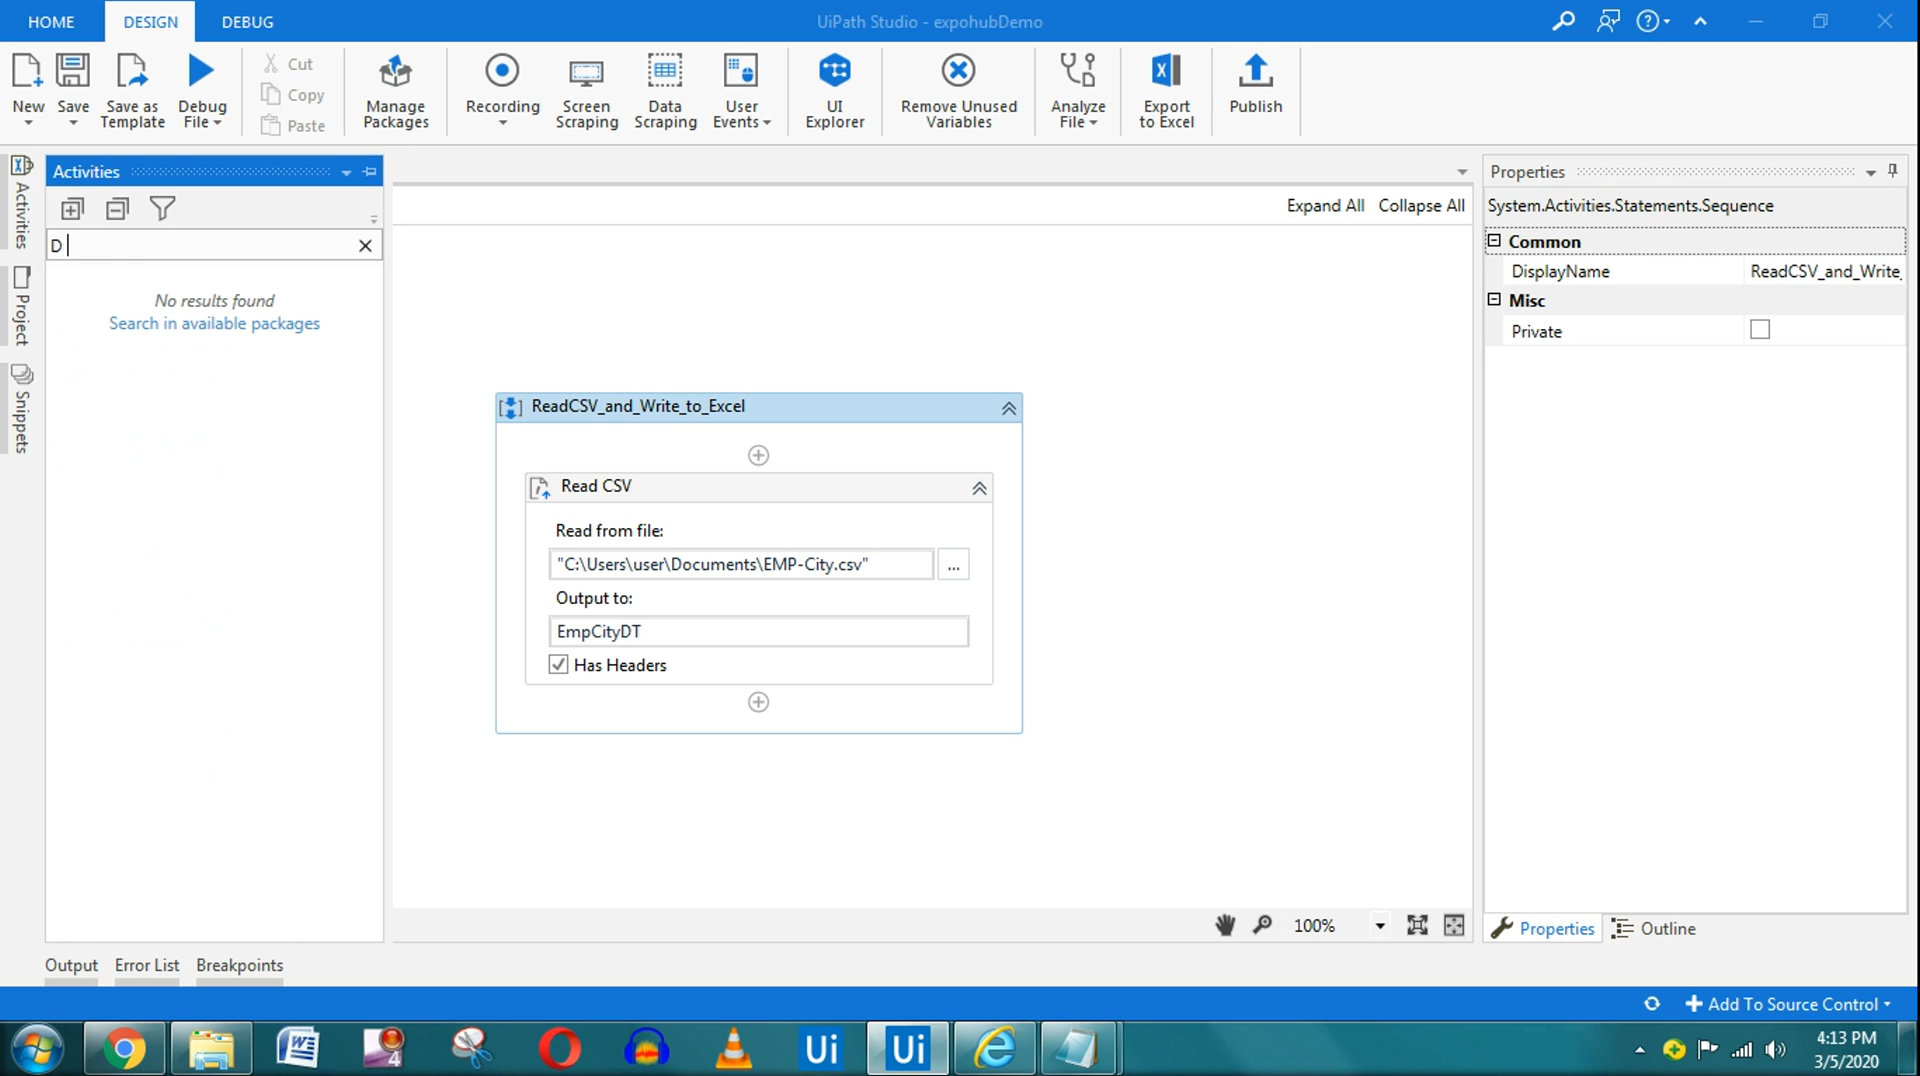 HOME DESIGN DEBUG UiPath Studio - expohubDemo
New Save Save as Template Debug File Cut Copy Paste Manage Packages Recording Screen Scraping Data Scraping User Events UI Explorer Remove Unused Variables Analyze File Export to Excel Publish
Activities
Project
Snippets
Activities
D
No results found
Search in available packages
Expand All Collapse All
ReadCSV_and_Write_to_Excel
Read CSV
Read from file:
"C:\Users\user\Documents\EMP-City.csv" ...
Output to:
EmpCityDT
Has Headers
100%
Properties
System.Activities.Statements.Sequence
Common
DisplayName ReadCSV_and_Write_
Misc
Private
Properties Outline
Output Error List Breakpoints
Add To Source Control
Ui Ui
4:13 PM
3/5/2020